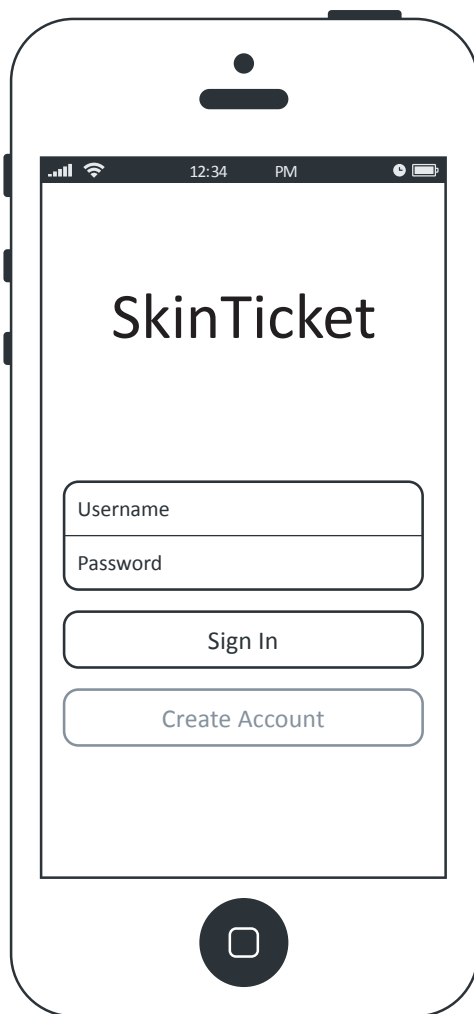 12:34 PM
SkinTicket
Username
Password
Sign In
Create Account